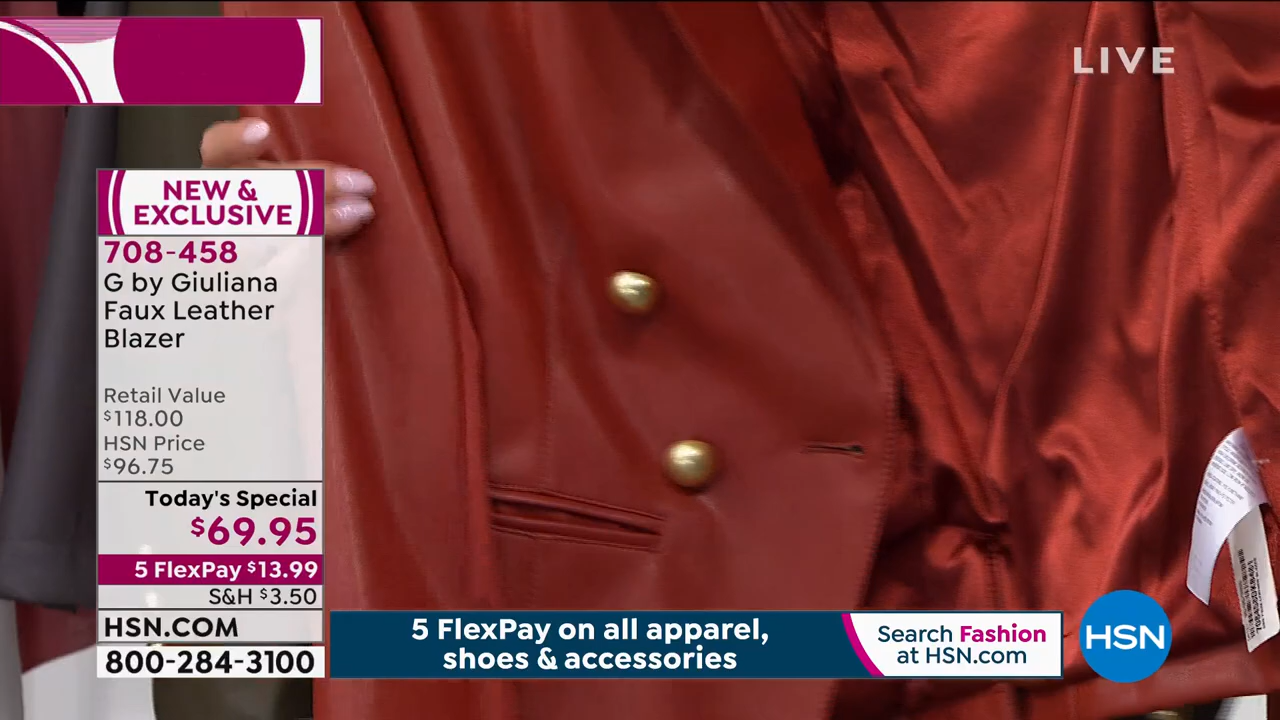 LIVE
NEW &
EXCLUSIVE
708-458
G by Giuliana
Faux Leather
Blazer
Retail Value
$118.00
HSN Price
$96.75
Today's Special
$69.95
5 FlexPay $13.99
S&H $3.50
HSN.COM
800-284-3100
5 FlexPay on all apparel,
shoes & accessories
Search Fashion
at HSN.com
HSN